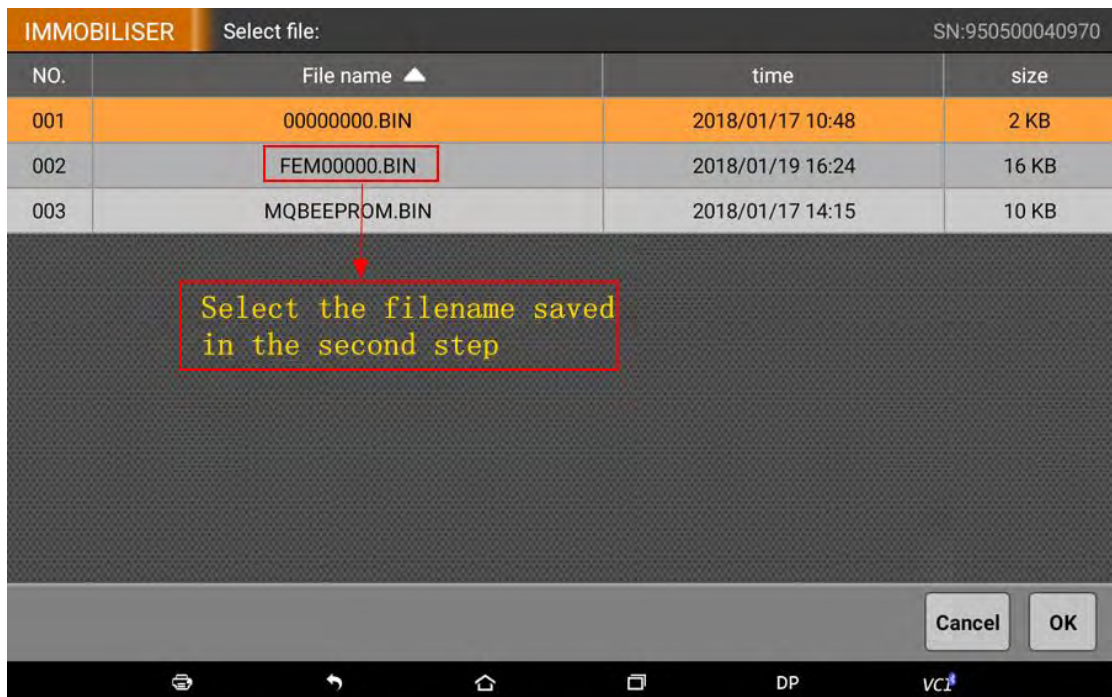 IMMOBILISER Select file: SN:950500040970
NO. File name time size
001 00000000.BIN 2018/01/17 10:48 2 KB
002 FEM00000.BIN 2018/01/19 16:24 16 KB
003 MQBEEPROM.BIN 2018/01/17 14:15 10 KB
Select the filename saved
in the second step
Cancel OK
DP VCI